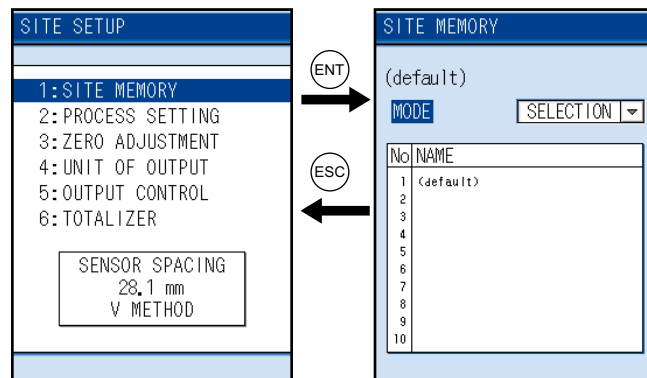 SITE SETUP
1:SITE MEMORY
2:PROCESS SETTING
3:ZERO ADJUSTMENT
4:UNIT OF OUTPUT
5:OUTPUT CONTROL
6:TOTALIZER
SENSOR SPACING
28.1 mm
V METHOD
ENT
ESC
SITE MEMORY
(default)
MODE SELECTION
No NAME
1 (default)
2
3
4
5
6
7
8
9
10